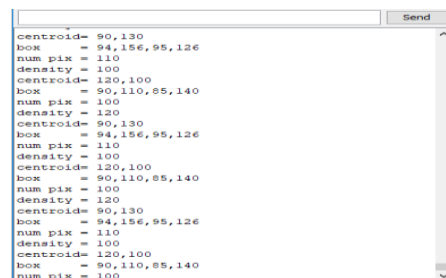 Send
centroid= 90,130
box = 94,156,95,126
num pix = 110
density = 100
centroid= 120,100
box = 90,110,85,140
num pix = 100
density = 120
centroid= 90,130
box = 94,156,95,126
num pix = 110
density = 100
centroid= 120,100
box = 90,110,85,140
num pix = 100
density = 120
centroid= 90,130
box = 94,156,95,126
num pix = 110
density = 100
centroid= 120,100
box = 90,110,85,140
num pix = 100